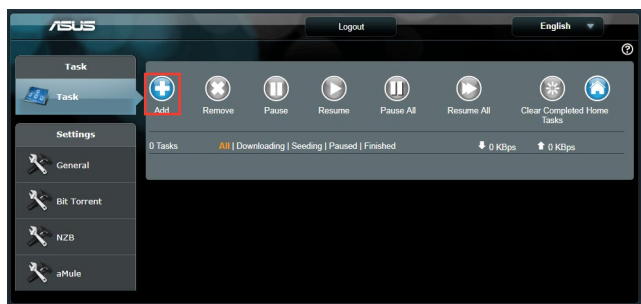 ASUS
Logout
English
?
Task
Task
Add
Remove
Pause
Resume
Pause All
Resume All
Clear Completed
Tasks
Home
0 Tasks
All | Downloading | Seeding | Paused | Finished
0 KBps
0 KBps
Settings
General
Bit Torrent
NZB
aMule